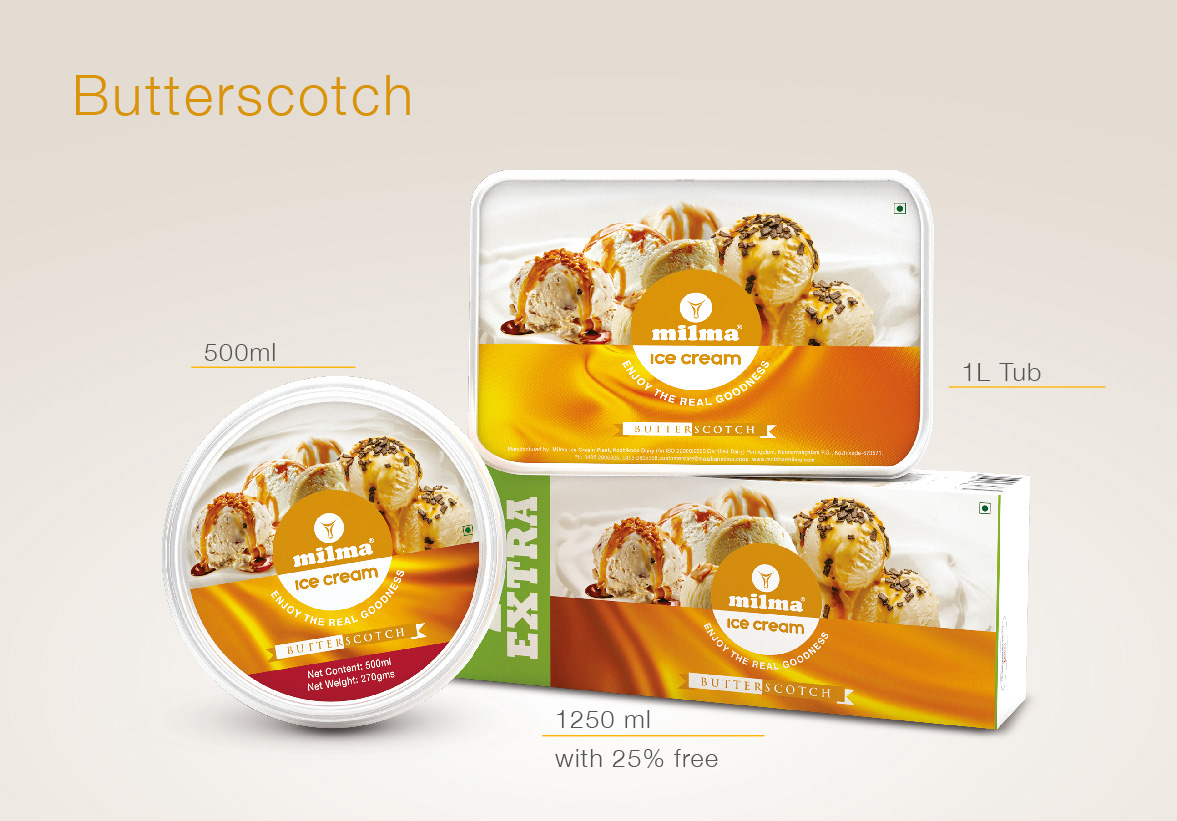 Butterscotch
milma®
ice cream
ENJOY THE REAL GOODNESS
BUTTERSCOTCH
500ml
1L Tub
milma®
ice cream
ENJOY THE REAL GOODNESS
BUTTERSCOTCH
Net Content: 500ml
Net Weight: 270gms
EXTRA
milma®
ice cream
ENJOY THE REAL GOODNESS
BUTTERSCOTCH
1250 ml
with 25% free